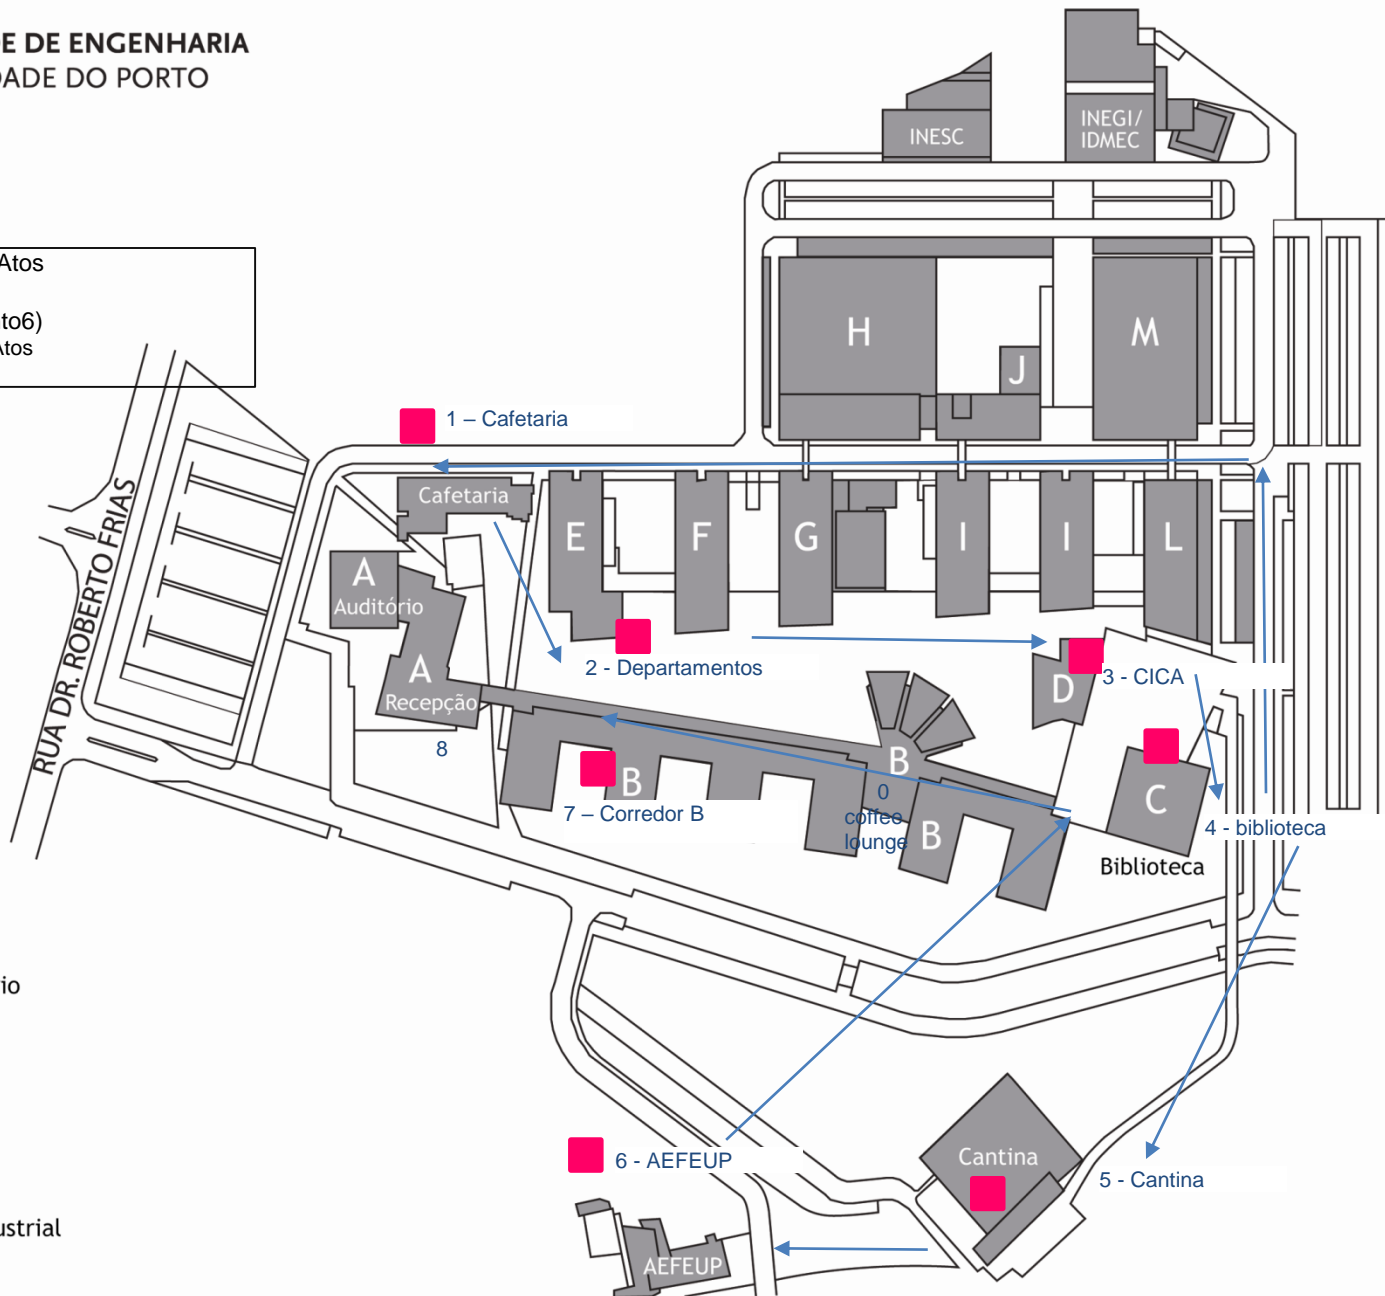 E DE ENGENHARIA
DADE DO PORTO
INESC
INEGI/
IDMEC
Atos
to6)
Atos
H
J
M
1 – Cafetaria
Cafetaria
E
F
G
I
I
L
A
Auditório
RUA DR. ROBERTO FRIAS
2 - Departamentos
D
3 - CICA
A
Recepção
8
B
7 – Corredor B
B
0
coffee
lounge
B
C
4 - biblioteca
Biblioteca
io
6 - AEFEUP
Cantina
5 - Cantina
ustrial
AEFEUP